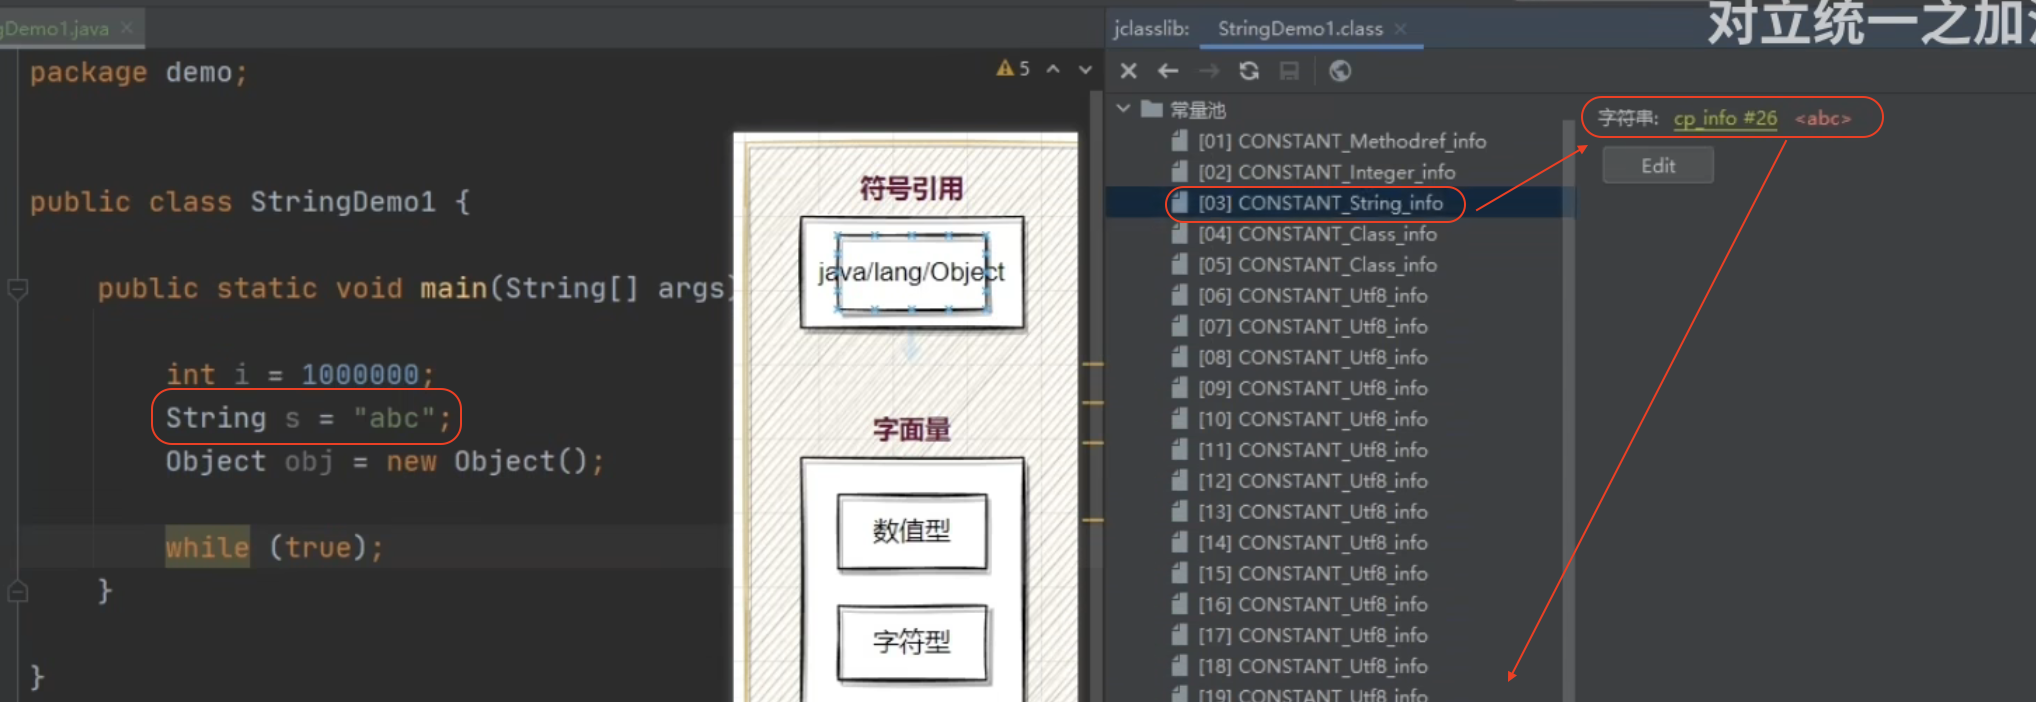 gDemo1.java
package demo;
public class StringDemo1 {
public static void main(String[] args)
int i = 1000000;
String s = "abc";
Object obj = new Object();
while (true);
}
}
5
符号引用
java/lang/Object
字面量
数值型
字符型
jclasslib:
StringDemo1.class
对立统一之加
常量池
[01] CONSTANT_Methodref_info
[02] CONSTANT_Integer_info
[03] CONSTANT_String_info
[04] CONSTANT_Class_info
[05] CONSTANT_Class_info
[06] CONSTANT_Utf8_info
[07] CONSTANT_Utf8_info
[08] CONSTANT_Utf8_info
[09] CONSTANT_Utf8_info
[10] CONSTANT_Utf8_info
[11] CONSTANT_Utf8_info
[12] CONSTANT_Utf8_info
[13] CONSTANT_Utf8_info
[14] CONSTANT_Utf8_info
[15] CONSTANT_Utf8_info
[16] CONSTANT_Utf8_info
[17] CONSTANT_Utf8_info
[18] CONSTANT_Utf8_info
[19] CONSTANT_Utf8_info
字符串: cp_info #26 <abc>
Edit